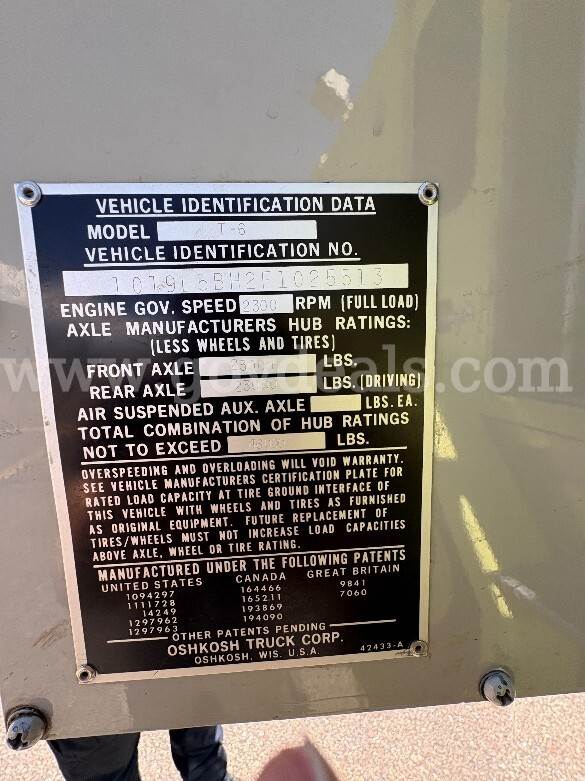 VEHICLE IDENTIFICATION DATA
MODEL T-6
VEHICLE IDENTIFICATION NO.
ENGINE GOV. SPEED 2300 RPM (FULL LOAD)
AXLE MANUFACTURERS HUB RATINGS:
(LESS WHEELS AND TIRES)
www.govdeals.com
FRONT AXLE LBS.
REAR AXLE LBS. (DRIVING)
AIR SUSPENDED AUX. AXLE LBS. EA.
TOTAL COMBINATION OF HUB RATINGS
NOT TO EXCEED LBS.
OVERSPEEDING AND OVERLOADING WILL VOID WARRANTY.
SEE VEHICLE MANUFACTURERS CERTIFICATION PLATE FOR
RATED LOAD CAPACITY AT TIRE GROUND INTERFACE OF
THIS VEHICLE WITH WHEELS AND TIRES AS FURNISHED
AS ORIGINAL EQUIPMENT. FUTURE REPLACEMENT OF
TIRES/WHEELS MUST NOT INCREASE LOAD CAPACITIES
ABOVE AXLE, WHEEL OR TIRE RATING.
MANUFACTURED UNDER THE FOLLOWING PATENTS
UNITED STATES CANADA GREAT BRITAIN
1094297 164466 9841
1111728 165211 7060
14249 193869
1297962 194090
1297963
OTHER PATENTS PENDING
OSHKOSH TRUCK CORP.
OSHKOSH, WIS. U.S.A. 42433-A